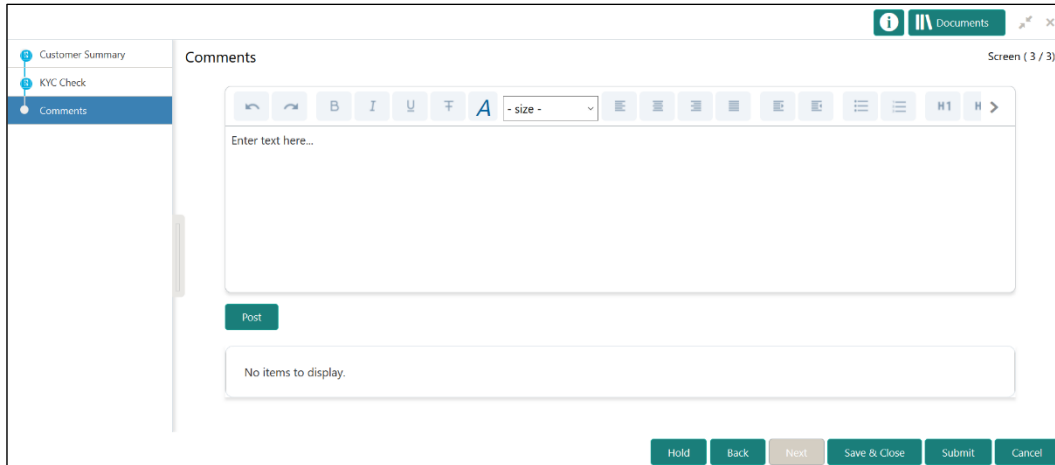 Documents
Customer Summary
KYC Check
Comments
Comments
Screen ( 3 / 3)
B I U T A - size - H1 H
Enter text here...
Post
No items to display.
Hold Back Next Save & Close Submit Cancel